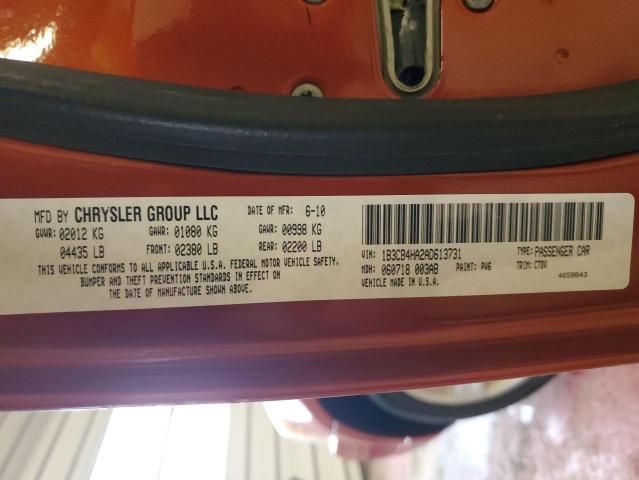 MFD BY CHRYSLER GROUP LLC DATE OF MFR: 6-10
GVWR: 02012 KG GAWR: 01080 KG GAWR: 00998 KG
04435 LB FRONT: 02380 LB REAR: 02200 LB
THIS VEHICLE CONFORMS TO ALL APPLICABLE U.S.A. FEDERAL MOTOR VEHICLE SAFETY,
BUMPER AND THEFT PREVENTION STANDARDS IN EFFECT ON
THE DATE OF MANUFACTURE SHOWN ABOVE.
VIN: 1B3CB4HA2AD613731 TYPE: PASSENGER CAR
MDH: 060718 003AB PAINT: PV6 TRIM: C7DV
VEHICLE MADE IN U.S.A. 4658843